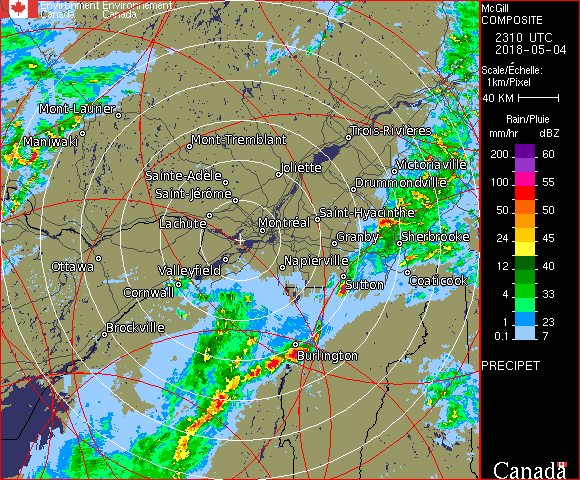 Environment Environnement
Canada Canada
McGill
COMPOSITE
2310 UTC
2018-05-04
Scale/Échelle:
1km/Pixel
40 KM
Rain/Pluie
mm/hr dBZ
200 60
100 55
50 50
24 45
12 40
4 33
1 23
0.1 7
PRECIPET
Canada
Mont-Laurier
Maniwaki
Mont-Tremblant
Trois-Rivières
Joliette
Victoriaville
Sainte-Adèle
Drummondville
Saint-Jérôme
Lachute
Saint-Hyacinthe
Montréal
Granby
Sherbrooke
Ottawa
Valleyfield
Napierville
Cornwall
Sutton
Coaticook
Brockville
Burlington